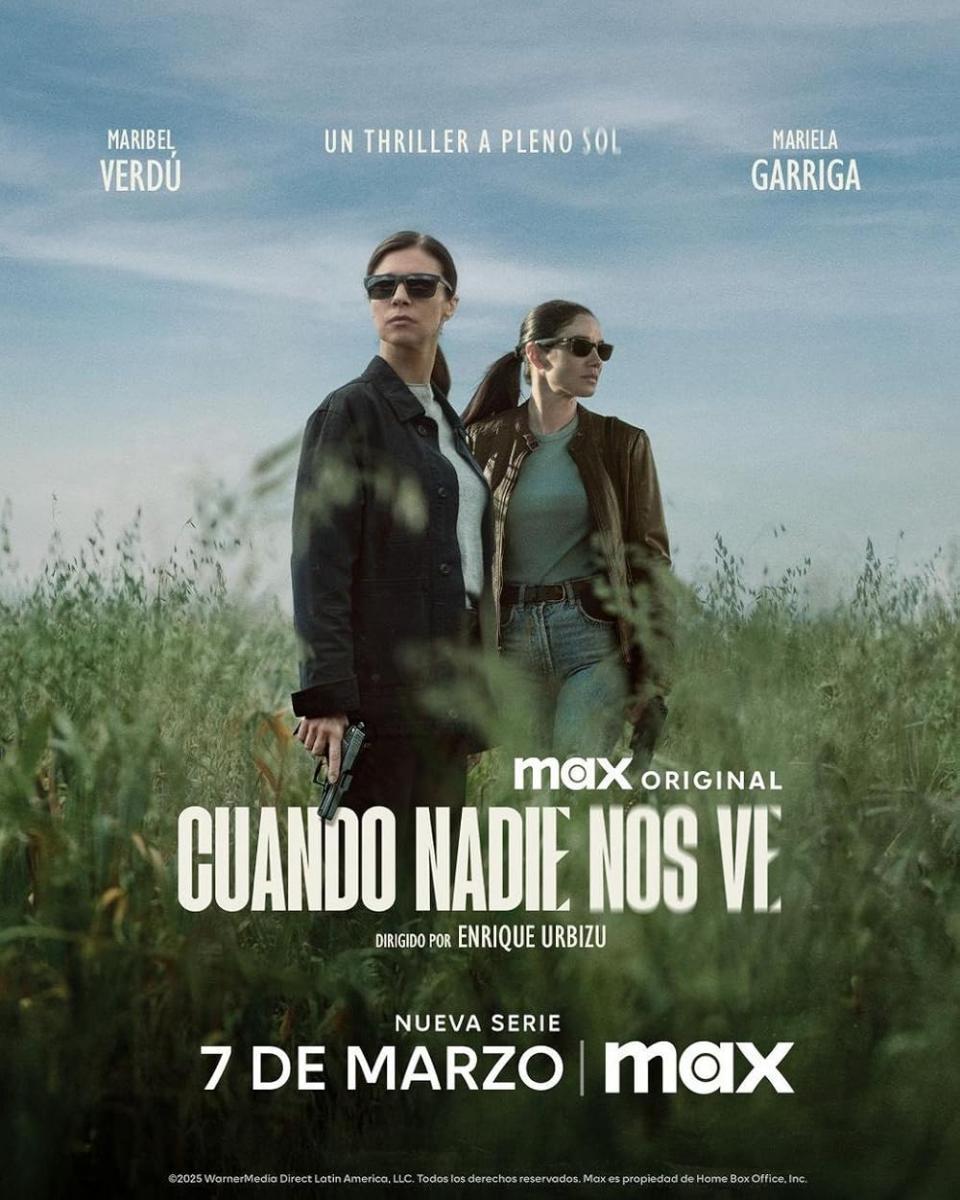 MARIBEL
VERDÚ
UN THRILLER A PLENO SOL
MARIELA
GARRIGA
max ORIGINAL
CUANDO NADIE NOS VE
DIRIGIDO POR ENRIQUE URBIZU
NUEVA SERIE
7 DE MARZO | max
©2025 WarnerMedia Direct Latin America, LLC. Todos los derechos reservados. Max es propiedad de Home Box Office, Inc.